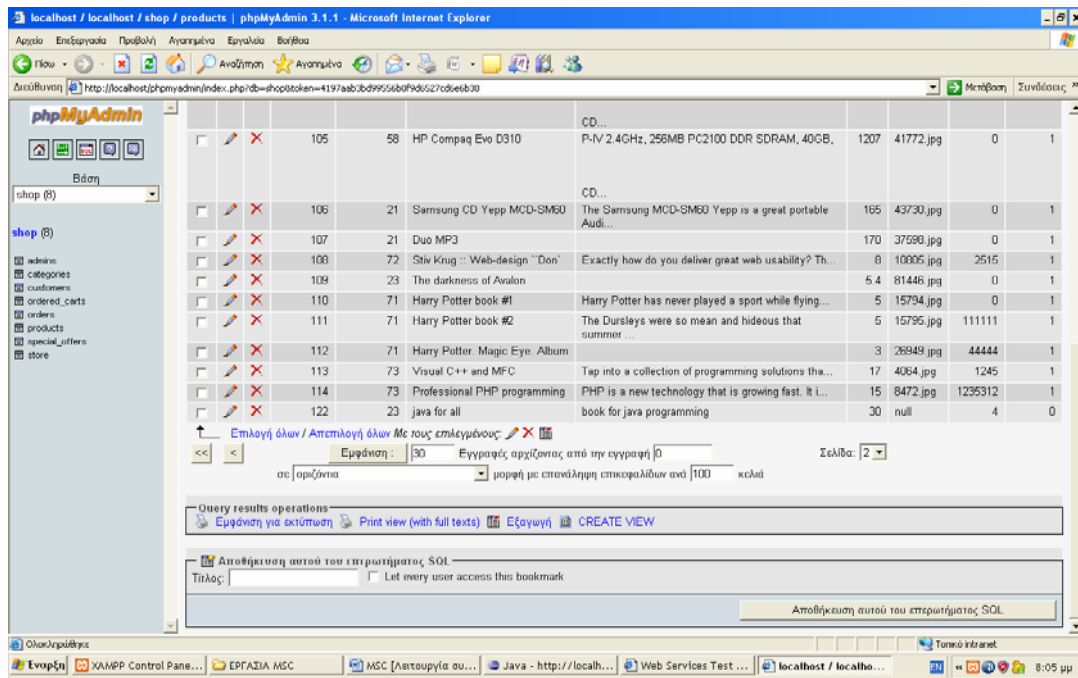 localhost / localhost / shop / products | phpMyAdmin 3.1.1 - Microsoft Internet Explorer
Αρχείο Επεξεργασία Προβολή Αγαπημένα Εργαλεία Βοήθεια
Πίσω Αναζήτηση Αγαπημένα
Διεύθυνση http://localhost/phpmyadmin/index.php?db=shop&token=4197aab3bd99556b0f9d6527cd6e6b30 Μετάβαση Συνδέσεις »
phpMyAdmin
Βάση
shop (8)
shop (8)
admins
categories
customers
ordered_carts
orders
products
special_offers
store
CD...
105 58 HP Compaq Evo D310 P-IV 2.4GHz, 256MB PC2100 DDR SDRAM, 40GB, 1207 41772.jpg 0 1
CD...
106 21 Samsung CD Yepp MCD-SM60 The Samsung MCD-SM60 Yepp is a great portable 165 43730.jpg 0 1
Audi...
107 21 Duo MP3 170 37598.jpg 0 1
108 72 Stiv Krug :: Web-design ``Don` Exactly how do you deliver great web usability? Th... 8 10805.jpg 2515 1
109 23 The darkness of Avalon 5.4 81446.jpg 0 1
110 71 Harry Potter book #1 Harry Potter has never played a sport while flying... 5 15794.jpg 0 1
111 71 Harry Potter book #2 The Dursleys were so mean and hideous that 5 15795.jpg 111111 1
summer ...
112 71 Harry Potter. Magic Eye. Album 3 26949.jpg 44444 1
113 73 Visual C++ and MFC Tap into a collection of programming solutions tha... 17 4064.jpg 1245 1
114 73 Professional PHP programming PHP is a new technology that is growing fast. It i... 15 8472.jpg 1235312 1
122 23 java for all book for java programming 30 null 4 0
Επιλογή όλων / Απεπιλογή όλων Με τους επιλεγμένους:
<< < Εμφάνιση : 30 Εγγραφές αρχίζοντας από την εγγραφή 0 Σελίδα: 2
σε οριζόντια μορφή με επανάληψη επικεφαλίδων ανά 100 κελιά
Query results operations
Εμφάνιση για εκτύπωση Print view (with full texts) Εξαγωγή CREATE VIEW
Αποθήκευση αυτού του επερωτήματος SQL
Τίτλος: Let every user access this bookmark
Αποθήκευση αυτού του επερωτήματος SQL
Ολοκληρώθηκε Τοπικό intranet
Έναρξη XAMPP Control Pane... ΕΡΓΑΣΙΑ MSC MSC [Λειτουργία συ... Java - http://localh... Web Services Test ... localhost / localho... EN « 8:05 μμ